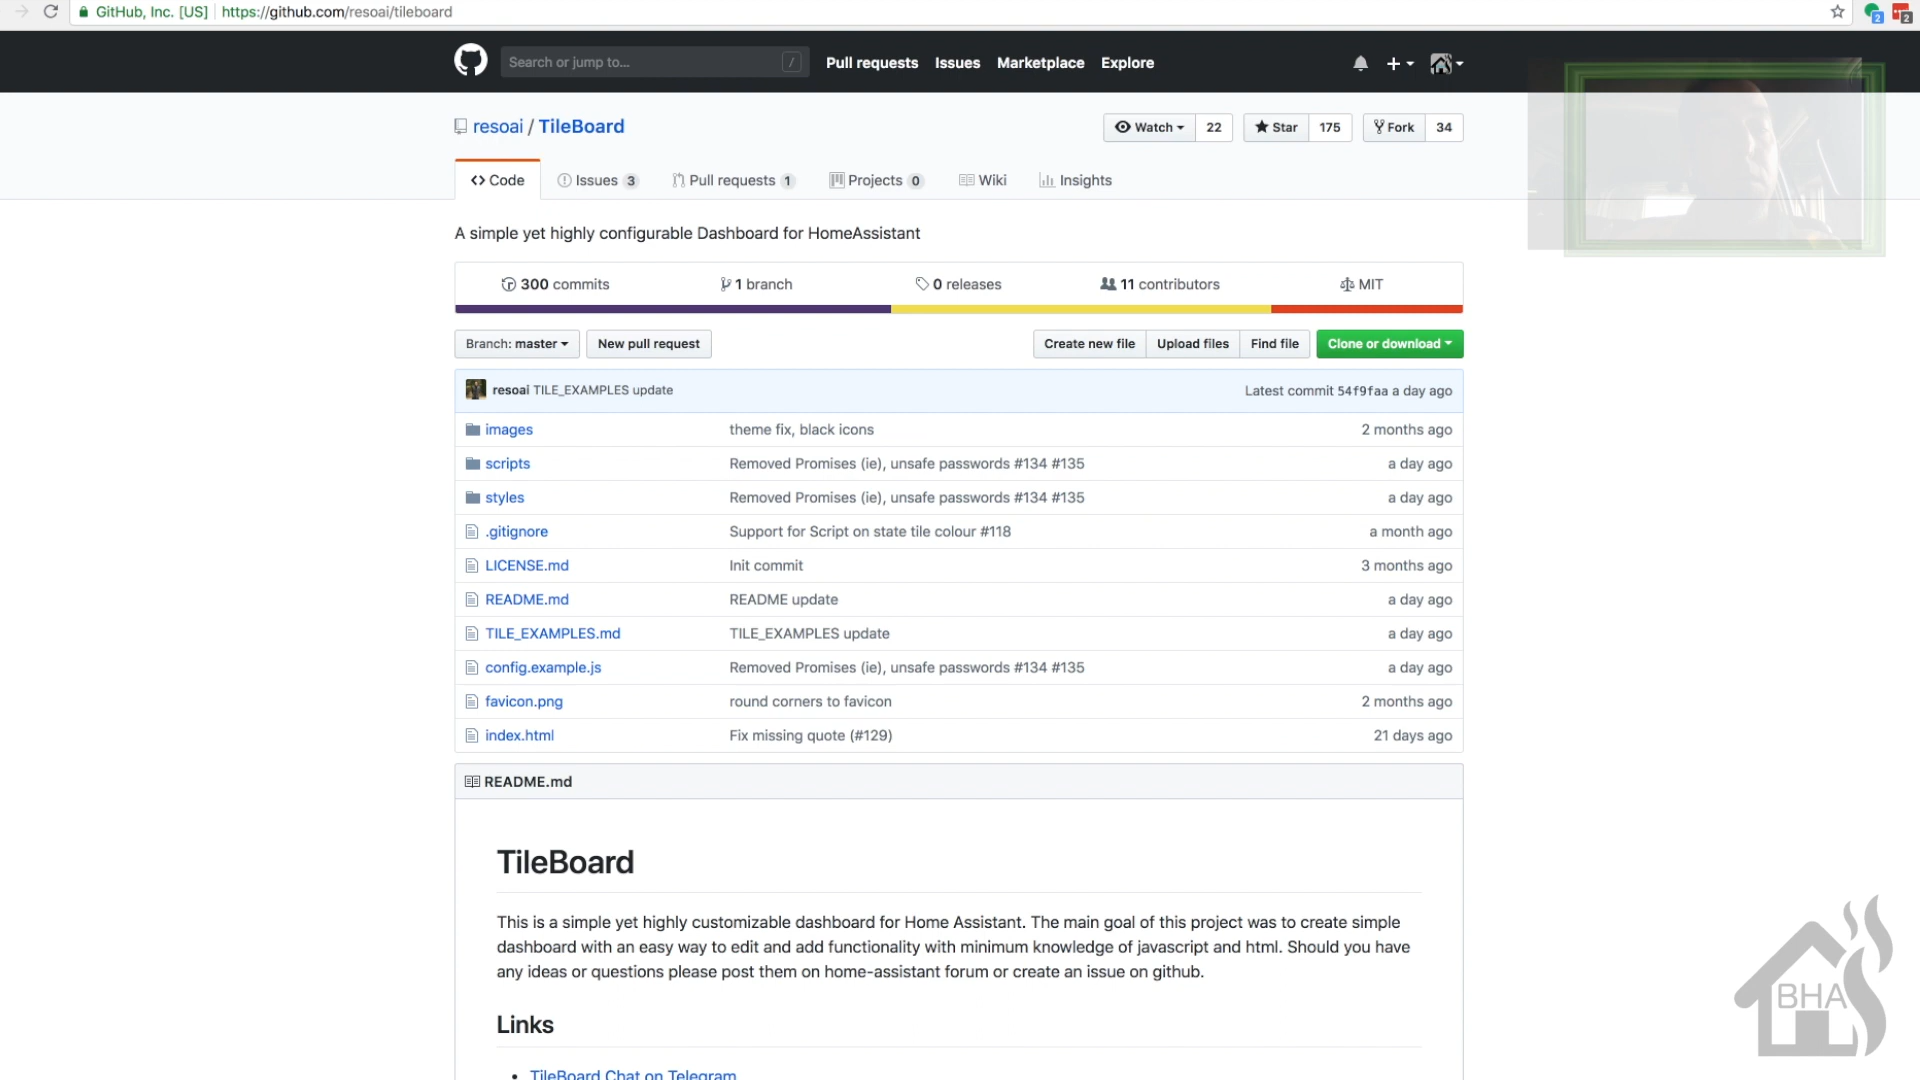 GitHub, Inc. [US] https://github.com/resoai/tileboard
2 2
Search or jump to... / Pull requests Issues Marketplace Explore
resoai / TileBoard
Watch 22 Star 175 Fork 34
Code Issues 3 Pull requests 1 Projects 0 Wiki Insights
A simple yet highly configurable Dashboard for HomeAssistant
300 commits 1 branch 0 releases 11 contributors MIT
Branch: master New pull request Create new file Upload files Find file Clone or download
resoai TILE_EXAMPLES update Latest commit 54f9faa a day ago
images theme fix, black icons 2 months ago
scripts Removed Promises (ie), unsafe passwords #134 #135 a day ago
styles Removed Promises (ie), unsafe passwords #134 #135 a day ago
.gitignore Support for Script on state tile colour #118 a month ago
LICENSE.md Init commit 3 months ago
README.md README update a day ago
TILE_EXAMPLES.md TILE_EXAMPLES update a day ago
config.example.js Removed Promises (ie), unsafe passwords #134 #135 a day ago
favicon.png round corners to favicon 2 months ago
index.html Fix missing quote (#129) 21 days ago
README.md
TileBoard
This is a simple yet highly customizable dashboard for Home Assistant. The main goal of this project was to create simple
dashboard with an easy way to edit and add functionality with minimum knowledge of javascript and html. Should you have
any ideas or questions please post them on home-assistant forum or create an issue on github.
Links
• TileBoard Chat on Telegram
BHA